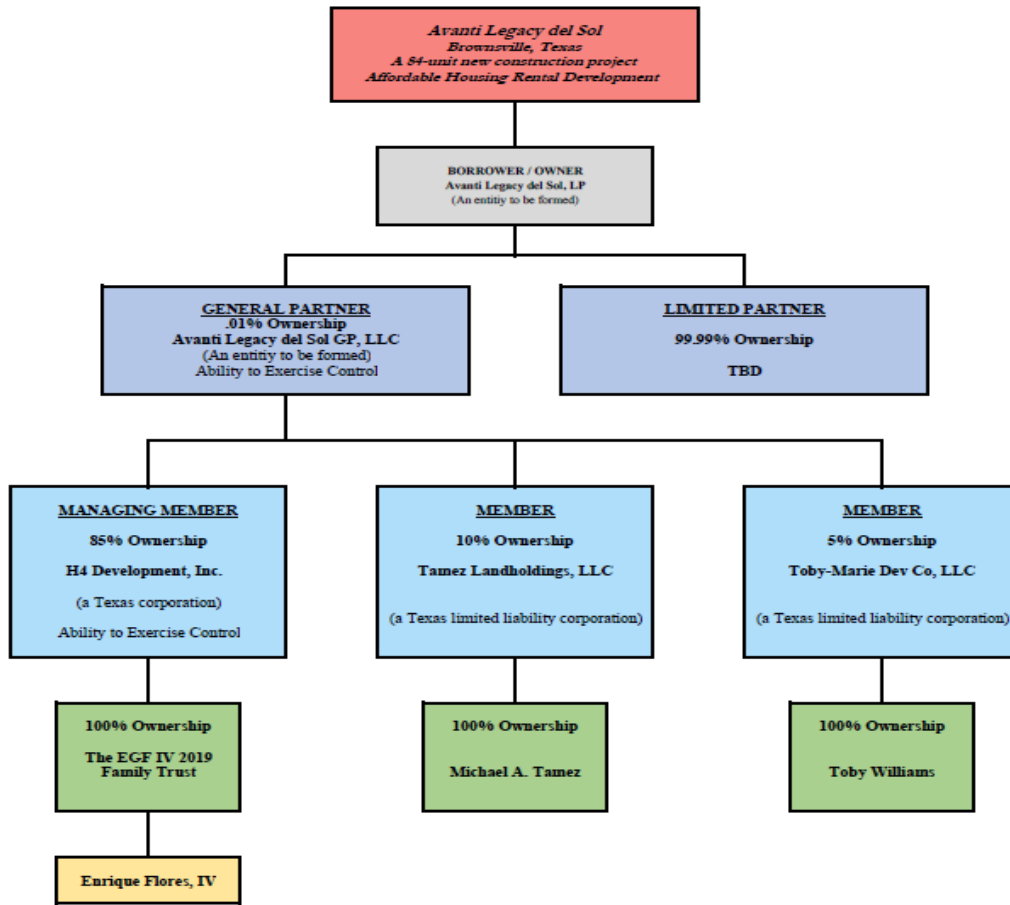 Avanti Legacy del Sol
Brownsville, Texas
A 84-unit new construction project
Affordable Housing Rental Development
BORROWER / OWNER
Avanti Legacy del Sol, LP
(An entitiy to be formed)
GENERAL PARTNER
.01% Ownership
Avanti Legacy del Sol GP, LLC
(An entitiy to be formed)
Ability to Exercise Control
LIMITED PARTNER
99.99% Ownership
TBD
MANAGING MEMBER
85% Ownership
H4 Development, Inc.
(a Texas corporation)
Ability to Exercise Control
MEMBER
10% Ownership
Tamez Landholdings, LLC
(a Texas limited liability corporation)
MEMBER
5% Ownership
Toby-Marie Dev Co, LLC
(a Texas limited liability corporation)
100% Ownership
The EGF IV 2019
Family Trust
100% Ownership
Michael A. Tamez
100% Ownership
Toby Williams
Enrique Flores, IV